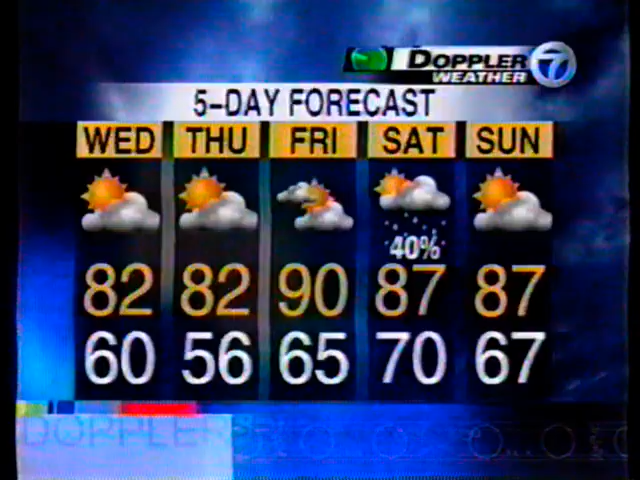 DOPPLER 7
WEATHER
5-DAY FORECAST
WED THU FRI SAT SUN
40%
82 82 90 87 87
60 56 65 70 67
DOPPLER